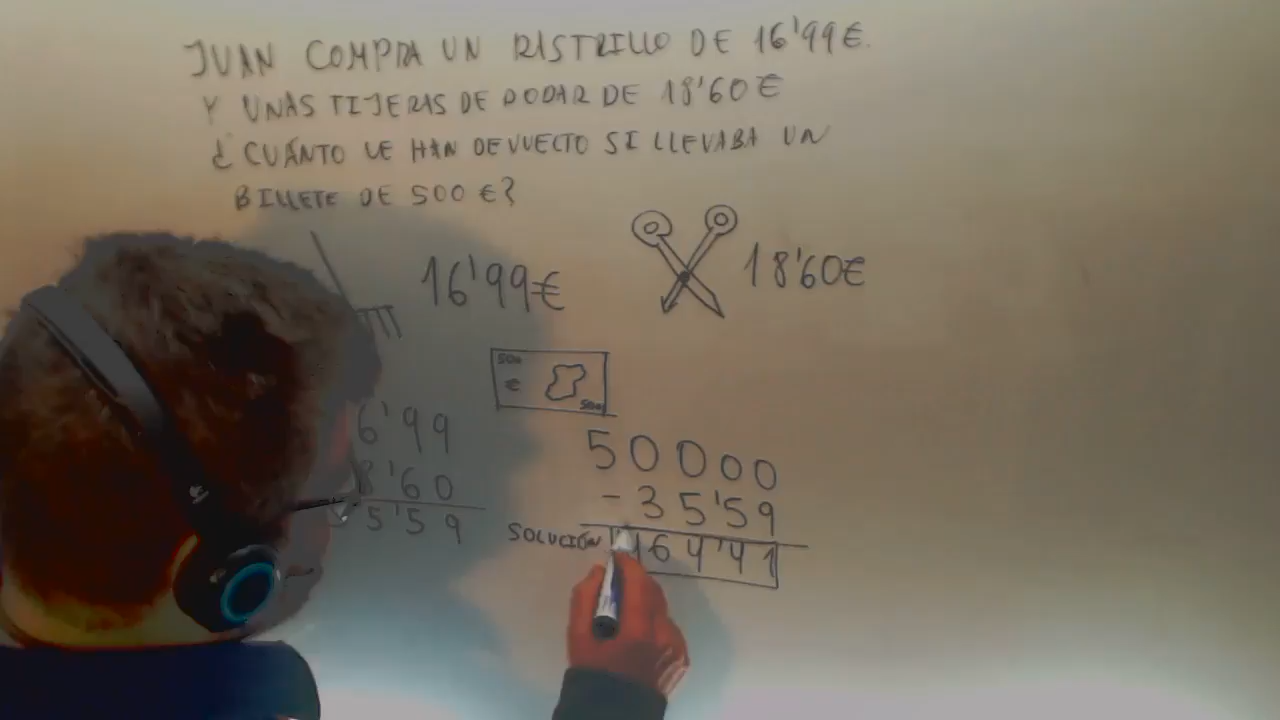 JUAN COMPRA UN RASTRILLO DE 16'99€.
Y UNAS TIJERAS DE PODAR DE 18'60€
¿CUÁNTO LE HAN DEVUELTO SI LLEVABA UN
BILLETE DE 500 €?
16'99€
18'60€
500
€
500
6'99
8'60
5'59
50000
- 35'59
SOLUCIÓN 464'41